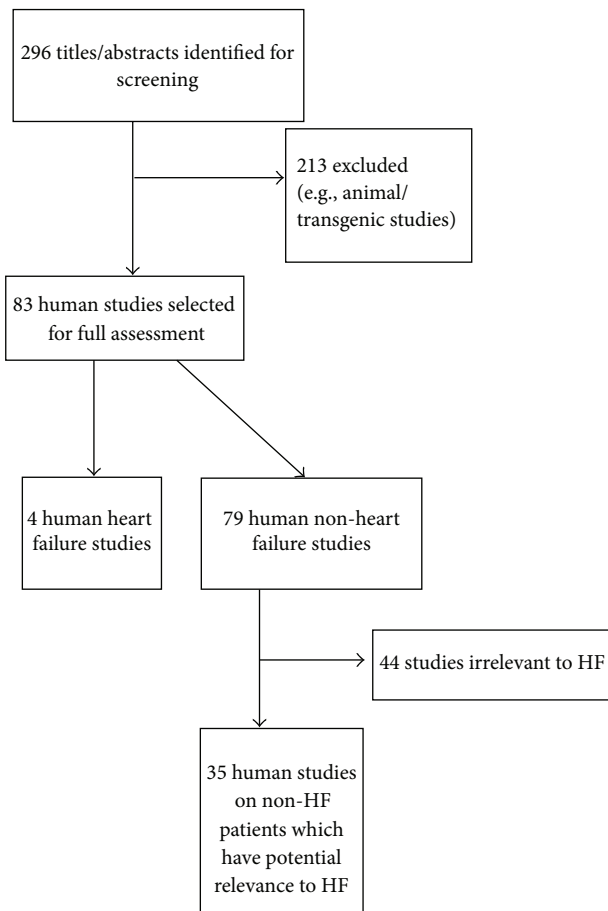 296 titles/abstracts identified for
screening
213 excluded
(e.g., animal/
transgenic studies)
83 human studies selected
for full assessment
4 human heart
failure studies
79 human non-heart
failure studies
44 studies irrelevant to HF
35 human studies
on non-HF
patients which
have potential
relevance to HF